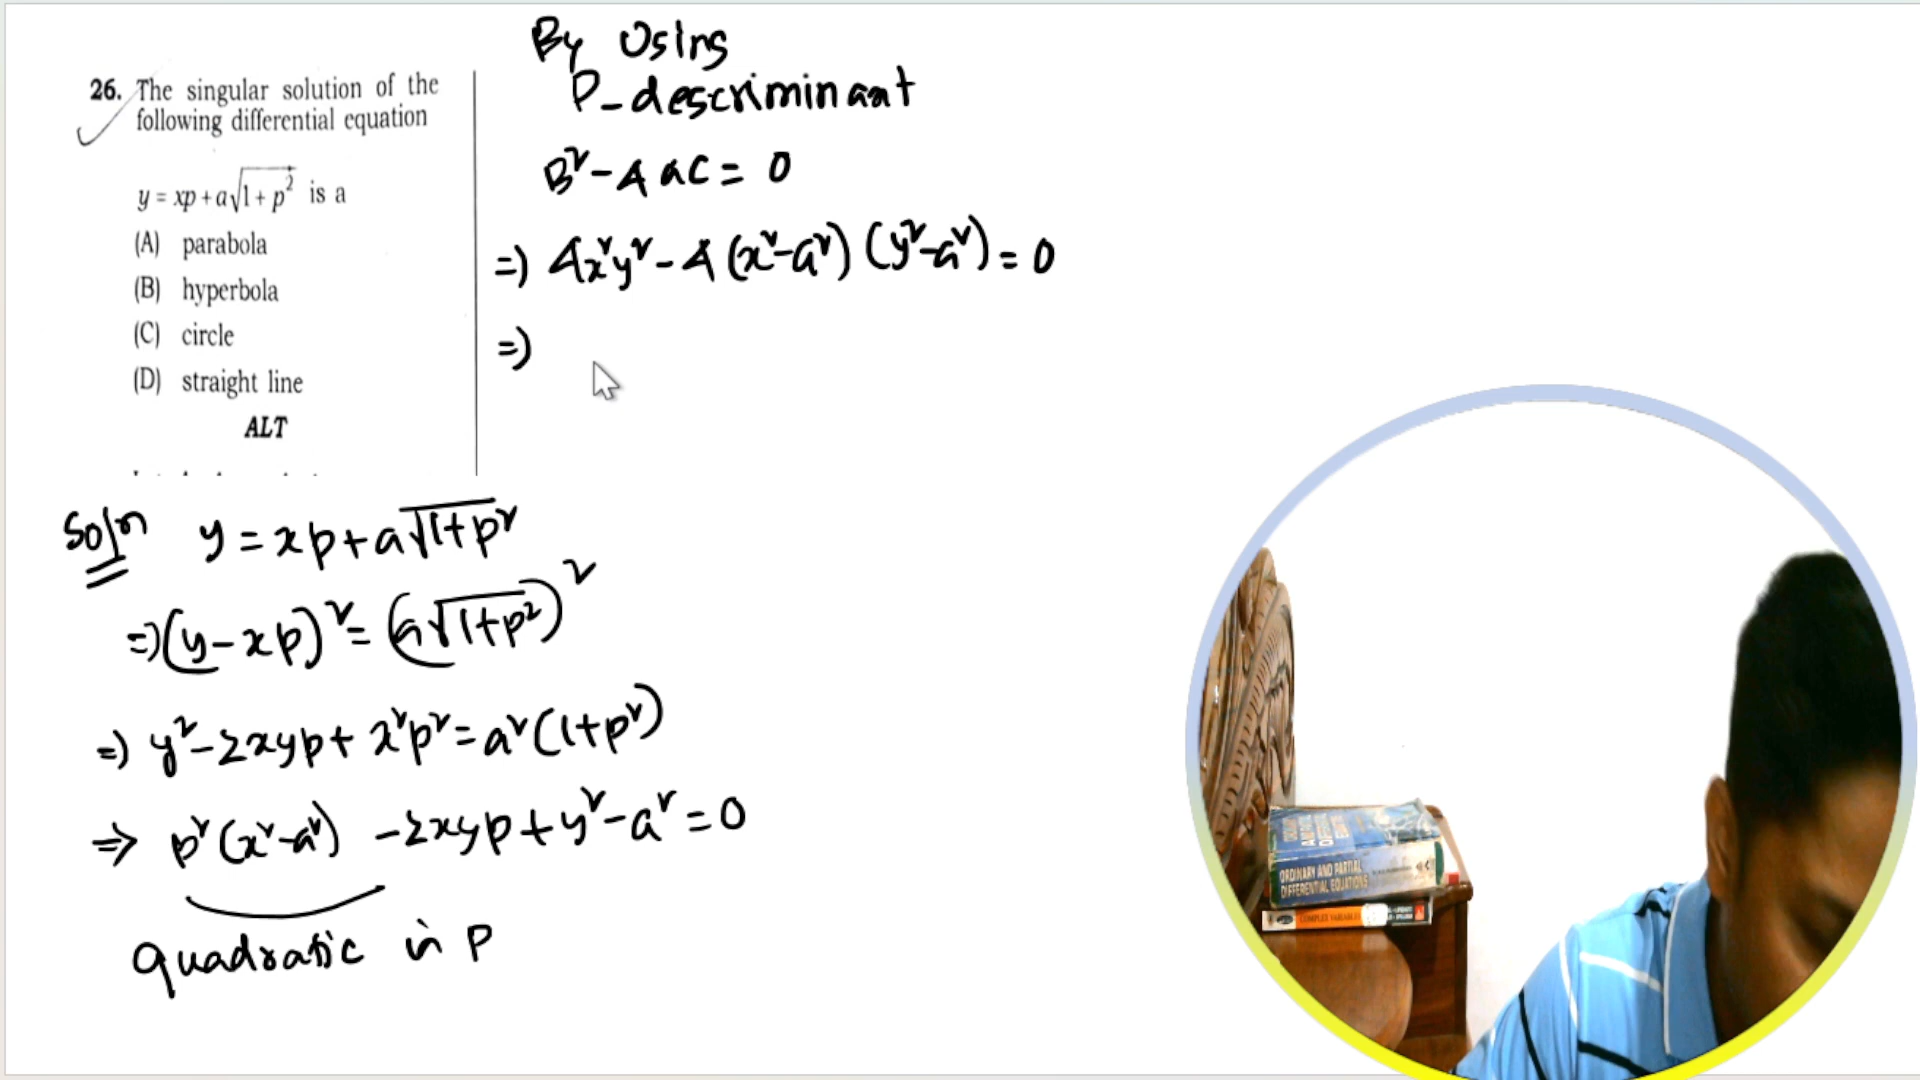 26. The singular solution of the
following differential equation
y = xp + a√1 + p² is a
(A) parabola
(B) hyperbola
(C) circle
(D) straight line
ALT
Soln y = xp + a√1+p²
⇒ (y - xp)² = (a√1+p²)²
⇒ y² - 2xyp + x²p² = a²(1+p²)
⇒ p²(x²-a²) - 2xyp + y² - a² = 0
quadratic in P
By Using
P-descriminant
B² - 4ac = 0
⇒ 4x²y² - 4(x²-a²)(y²-a²) = 0
⇒
ORDINARY AND PARTIAL
DIFFERENTIAL EQUATIONS
COMPLEX VARIABLES